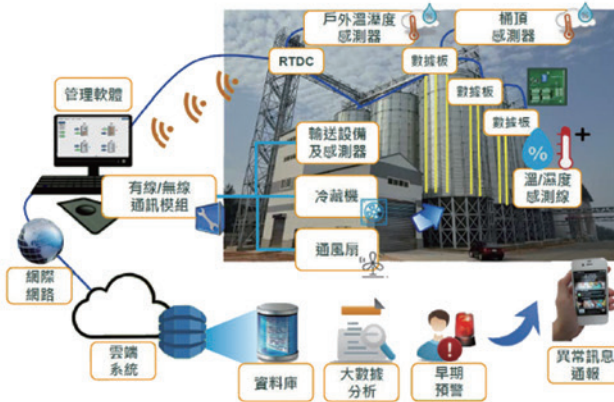 戶外溫溼度
感測器
桶頂
感測器
RTDC
數據板
數據板
數據板
管理軟體
輸送設備
及感測器
%
溫/濕度
感測線
有線/無線
通訊模組
冷藏機
通風扇
網際
網路
雲端
系統
資料庫
大數據
分析
早期
預警
異常訊息
通報